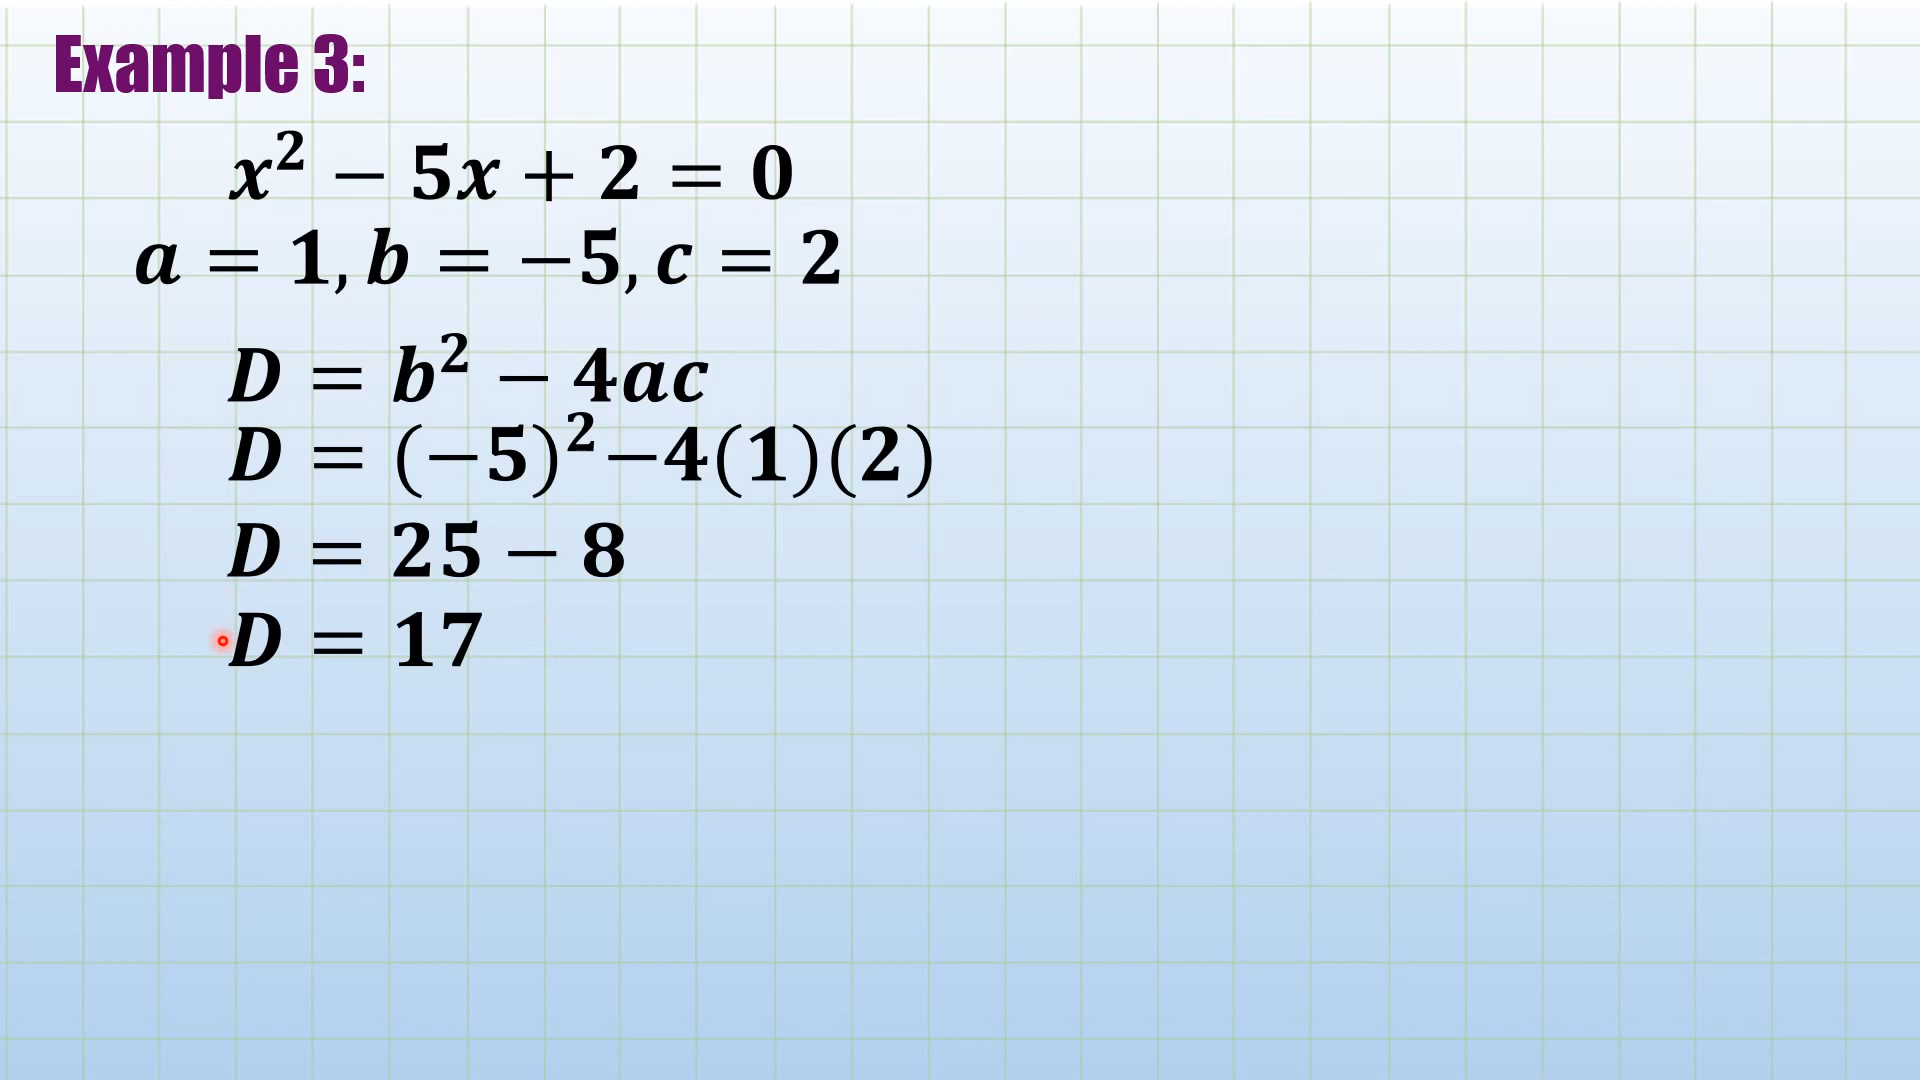 Example 3:
x² − 5x + 2 = 0
a = 1, b = −5, c = 2
D = b² − 4ac
D = (−5)²−4(1)(2)
D = 25 − 8
D = 17